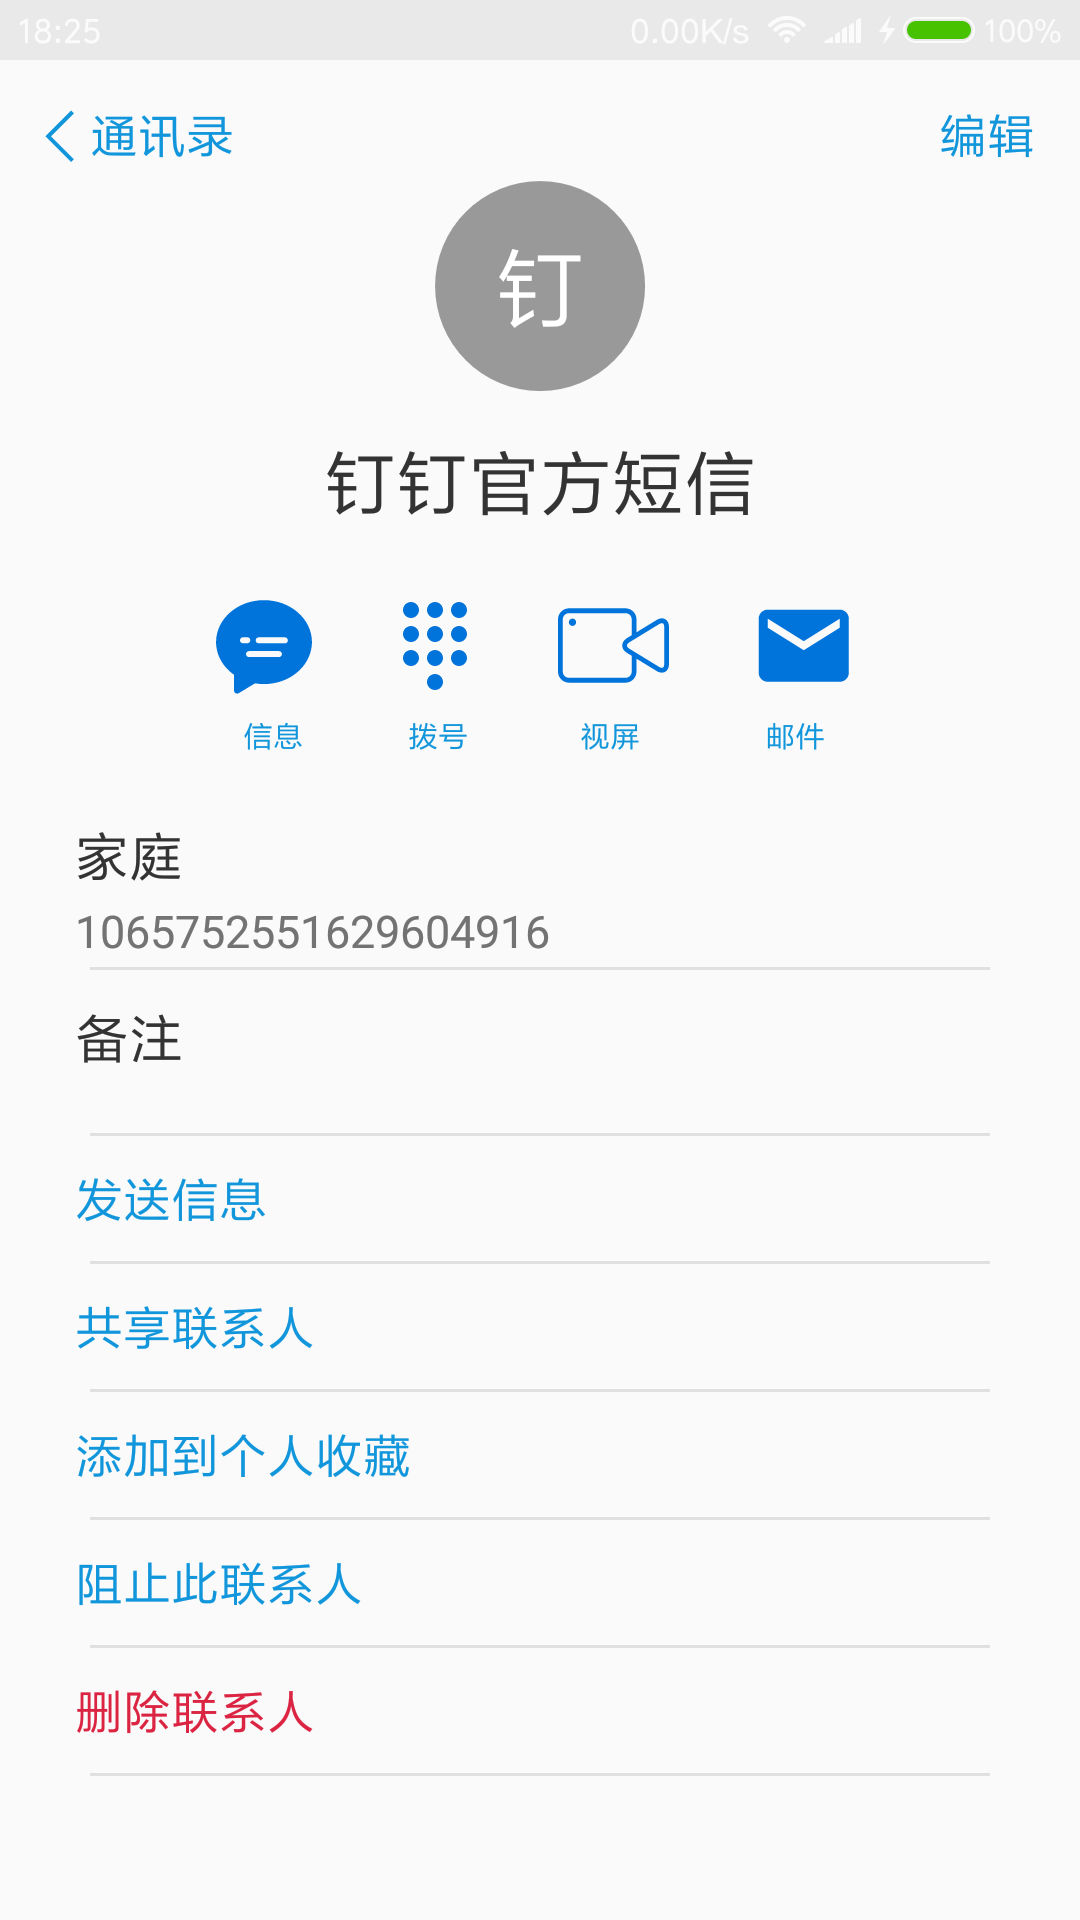 18:25 0.00K/s 100%
通讯录 编辑
钉
钉钉官方短信
信息 拨号 视屏 邮件
家庭
1065752551629604916
备注
发送信息
共享联系人
添加到个人收藏
阻止此联系人
删除联系人